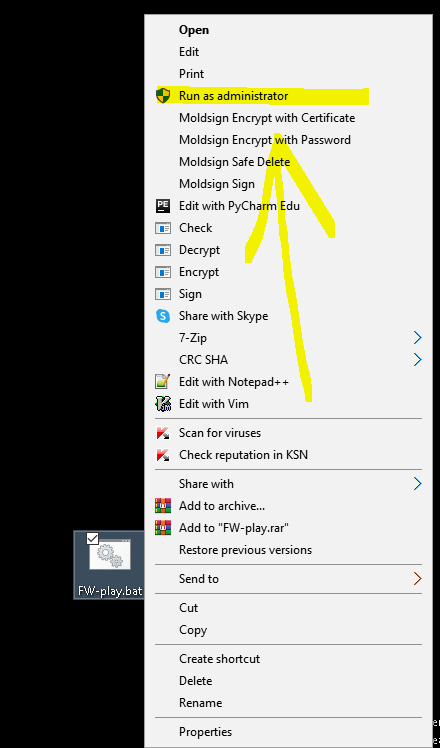 Open
Edit
Print
Run as administrator
Moldsign Encrypt with Certificate
Moldsign Encrypt with Password
Moldsign Safe Delete
Moldsign Sign
PE
Edit with PyCharm Edu
Check
Decrypt
Encrypt
Sign
Share with Skype
7-Zip
CRC SHA
Edit with Notepad++
Edit with Vim
Scan for viruses
Check reputation in KSN
Share with
Add to archive...
Add to "FW-play.rar"
Restore previous versions
FW-play.bat
Send to
Cut
Copy
Create shortcut
Delete
Rename
Properties